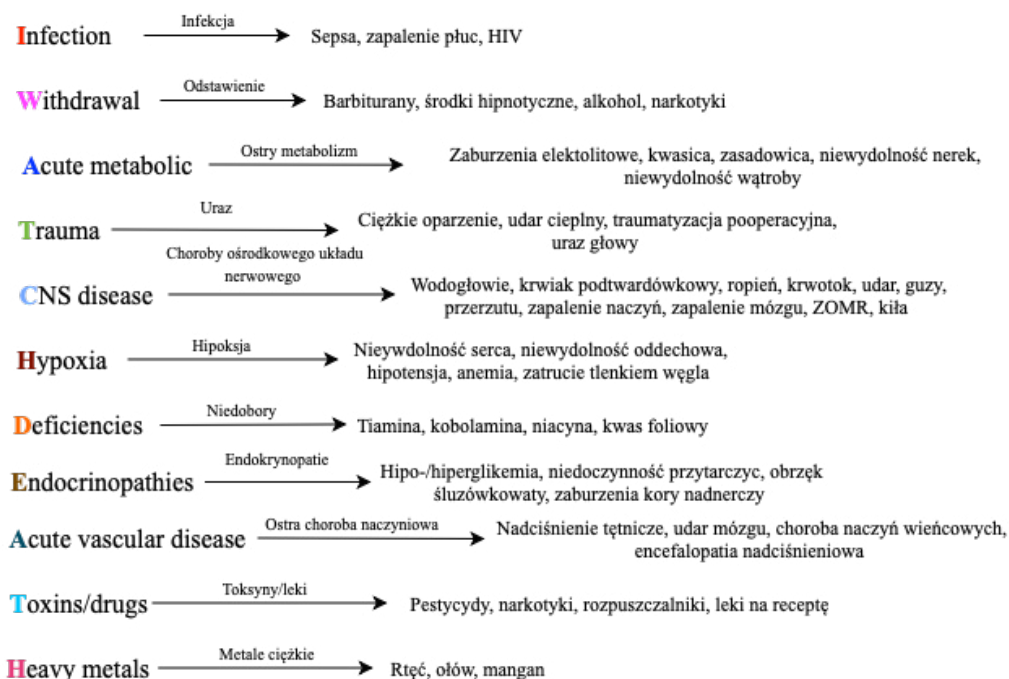 Infekcja
Infection
Sepsa, zapalenie płuc, HIV
Odstawienie
Withdrawal
Barbiturany, środki hipnotyczne, alkohol, narkotyki
Ostry metabolizm
Acute metabolic
Zaburzenia elektolitowe, kwasica, zasadowica, niewydolność nerek,
niewydolność wątroby
Uraz
Trauma
Ciężkie oparzenie, udar cieplny, traumatyzacja pooperacyjna,
uraz głowy
Choroby ośrodkowego układu
nerwowego
CNS disease
Wodogłowie, krwiak podtwardówkowy, ropień, krwotok, udar, guzy,
przerzutu, zapalenie naczyń, zapalenie mózgu, ZOMR, kiła
Hipoksja
Hypoxia
Nieywdolność serca, niewydolność oddechowa,
hipotensja, anemia, zatrucie tlenkiem węgla
Niedobory
Deficiencies
Tiamina, kobolamina, niacyna, kwas foliowy
Endokrynopatie
Endocrinopathies
Hipo-/hiperglikemia, niedoczynność przytarczyc, obrzęk
śluzówkowaty, zaburzenia kory nadnerczy
Ostra choroba naczyniowa
Acute vascular disease
Nadciśnienie tętnicze, udar mózgu, choroba naczyń wieńcowych,
encefalopatia nadciśnieniowa
Toksyny/leki
Toxins/drugs
Pestycydy, narkotyki, rozpuszczalniki, leki na receptę
Metale ciężkie
Heavy metals
Rtęć, ołów, mangan